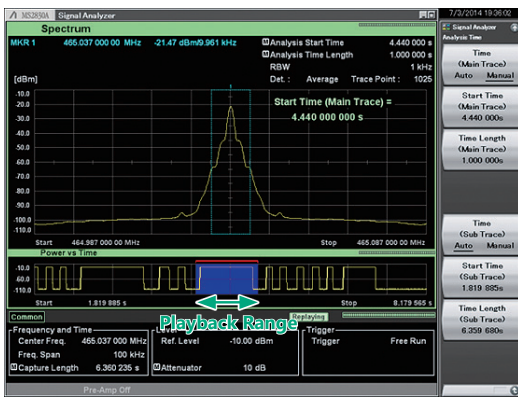 MS2830A Signal Analyzer
7/3/2014 19:36:02
Spectrum
MKR 1 465.037 000 00 MHz -21.47 dBm/9.961 kHz
M Analysis Start Time 4.440 000 s
M Analysis Time Length 1.000 000 s
RBW 1 kHz
[dBm] Det. : Average Trace Point : 1025
-10.0
-20.0
-30.0
-40.0
-50.0
-60.0
-70.0
-80.0
-90.0
-100.0
-110.0
Start Time (Main Trace) =
4.440 000 000 s
Start 464.987 000 00 MHz Stop 465.087 000 00 MHz
Power vs Time
-10.0
-60.0
-110.0
Start 1.819 885 s Stop 8.179 565 s
Playback Range
Common Replaying
Frequency and Time
Center Freq. 465.037 000 MHz
Freq. Span 100 kHz
M Capture Length 6.360 235 s
Level
Ref. Level -10.00 dBm
M Attenuator 10 dB
Trigger
Trigger Free Run
Pre-Amp Off
Signal Analyzer
Analysis Time
Time
(Main Trace)
Auto Manual
Start Time
(Main Trace)
4.440 000s
Time Length
(Main Trace)
1.000 000s
Time
(Sub Trace)
Auto Manual
Start Time
(Sub Trace)
1.819 885s
Time Length
(Sub Trace)
6.359 680s